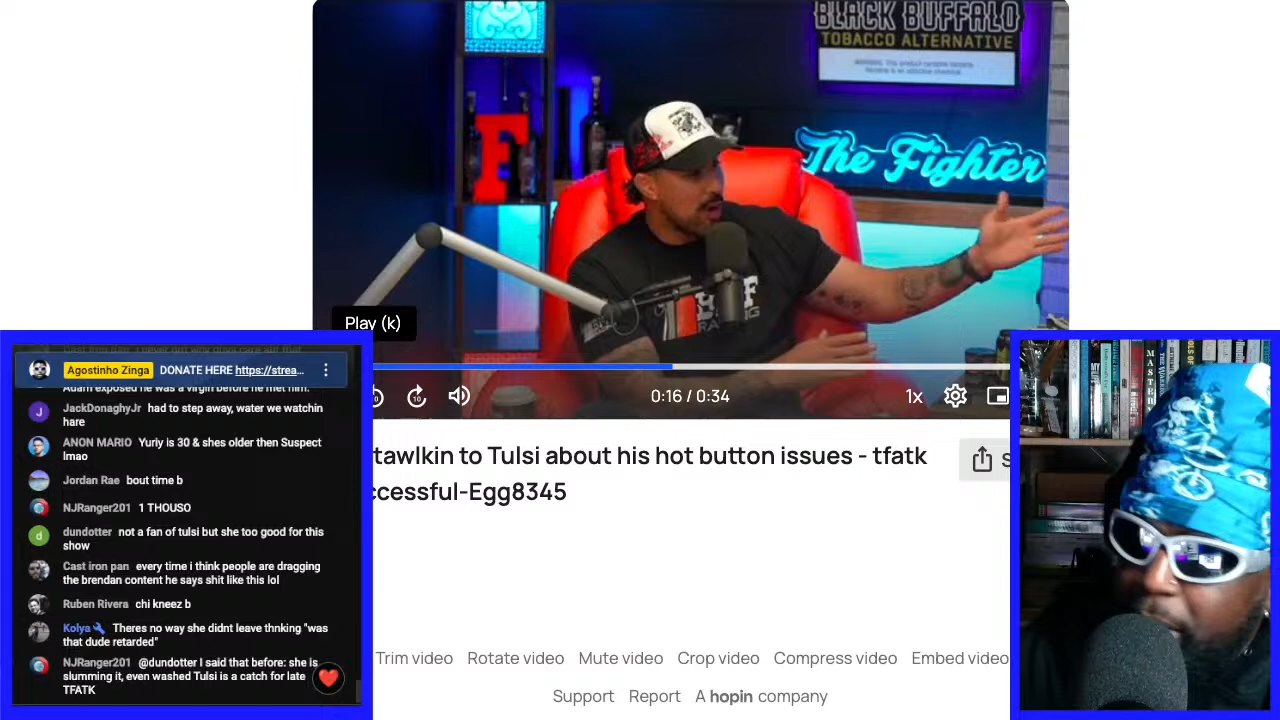 BLACK BUFFALO
TOBACCO ALTERNATIVE
The Fighter
F
Play (k)
0:16 / 0:34
1x
tawlkin to Tulsi about his hot button issues - tfatk
ccessful-Egg8345
S
Trim video Rotate video Mute video Crop video Compress video Embed video
Support Report A hopin company
Agostinho Zinga DONATE HERE https://strea...
Adam exposed he was a virgin before he met him.
JackDonaghyJr had to step away, water we watchin
hare
ANON MARIO Yuriy is 30 & shes older then Suspect
lmao
Jordan Rae bout time b
NJRanger201 1 THOUSO
dundotter not a fan of tulsi but she too good for this
show
Cast iron pan every time i think people are dragging
the brendan content he says shit like this lol
Ruben Rivera chi kneez b
Kolya Theres no way she didnt leave thnking "was
that dude retarded"
NJRanger201 @dundotter I said that before: she is
slumming it, even washed Tulsi is a catch for late
TFATK